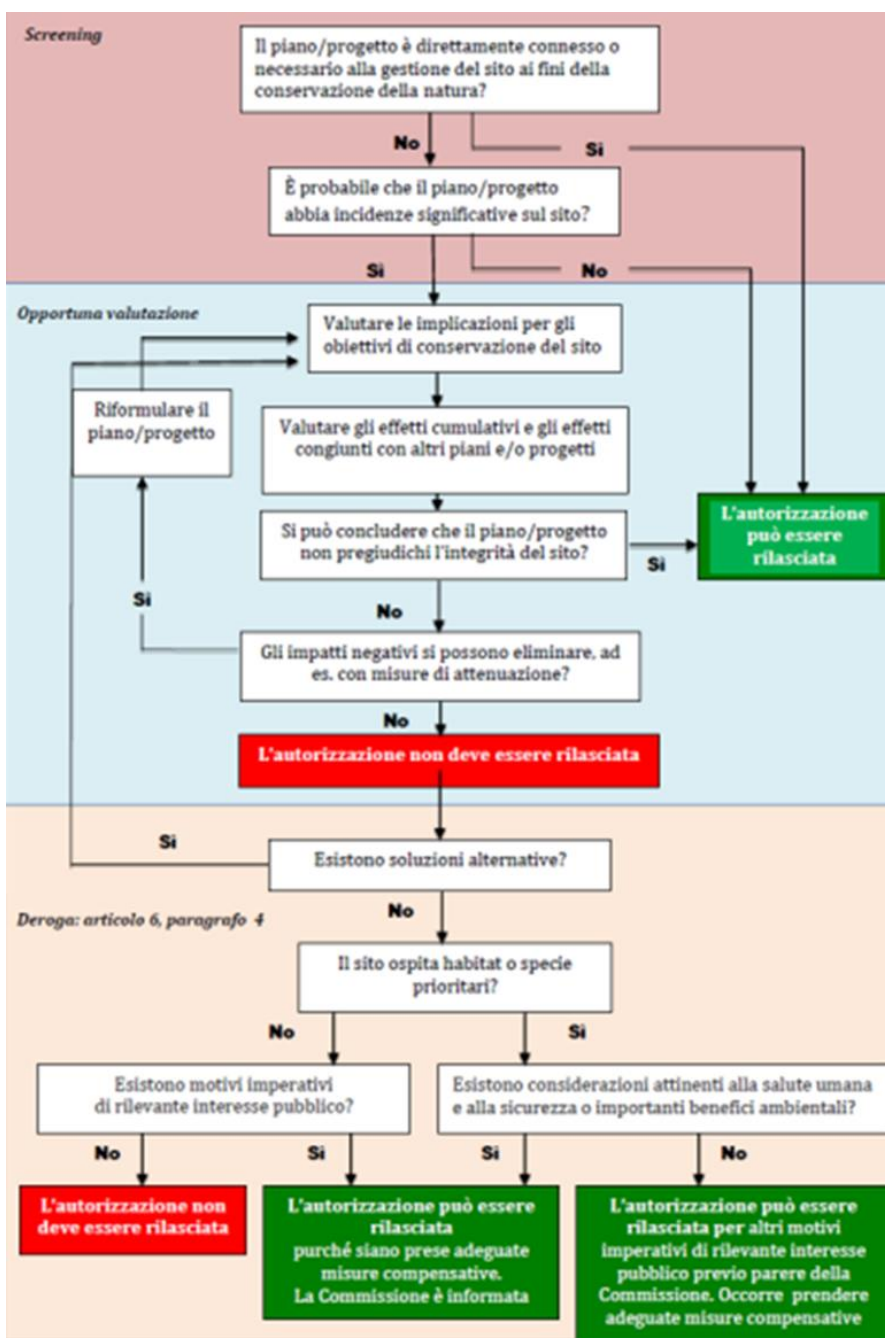 Screening
Il piano/progetto è direttamente connesso o
necessario alla gestione del sito ai fini della
conservazione della natura?
No
Sì
È probabile che il piano/progetto
abbia incidenze significative sul sito?
Sì
No
Opportuna valutazione
Valutare le implicazioni per gli
obiettivi di conservazione del sito
Riformulare il
piano/progetto
Valutare gli effetti cumulativi e gli effetti
congiunti con altri piani e/o progetti
L'autorizzazione
può essere
rilasciata
Si può concludere che il piano/progetto
non pregiudichi l'integrità del sito?
Sì
Sì
No
Gli impatti negativi si possono eliminare, ad
es. con misure di attenuazione?
No
L'autorizzazione non deve essere rilasciata
Sì
Esistono soluzioni alternative?
No
Deroga: articolo 6, paragrafo 4
Il sito ospita habitat o specie
prioritari?
No
Sì
Esistono motivi imperativi
di rilevante interesse pubblico?
Esistono considerazioni attinenti alla salute umana
e alla sicurezza o importanti benefici ambientali?
No
Sì
Sì
No
L'autorizzazione non
deve essere rilasciata
L'autorizzazione può essere
rilasciata
purché siano prese adeguate
misure compensative.
La Commissione è informata
L'autorizzazione può essere
rilasciata per altri motivi
imperativi di rilevante interesse
pubblico previo parere della
Commissione. Occorre prendere
adeguate misure compensative